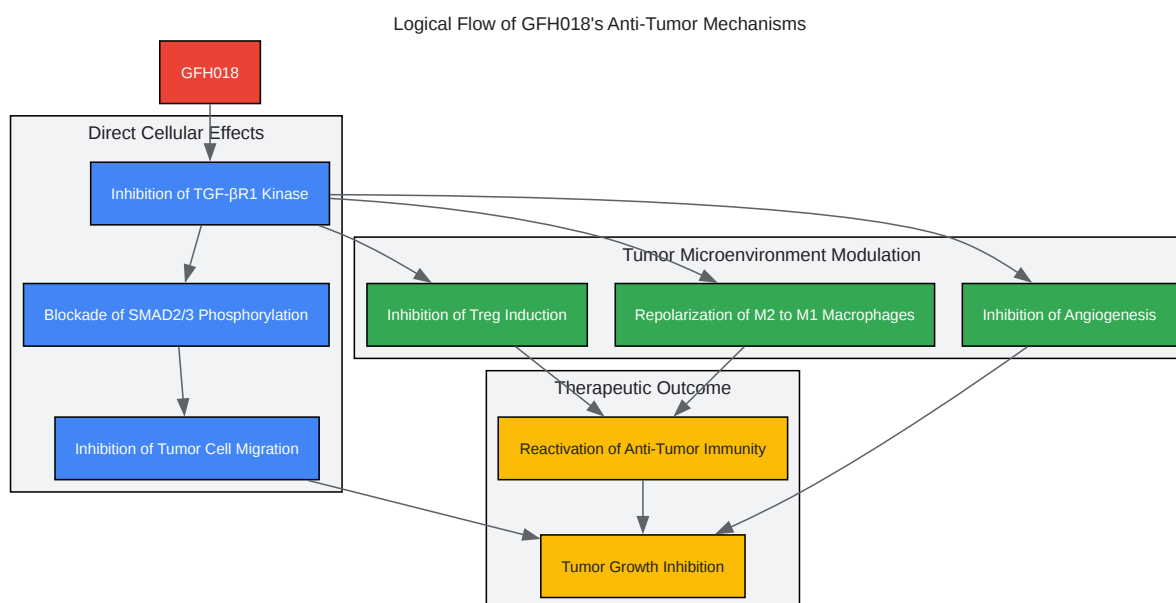 Logical Flow of GFH018's Anti-Tumor Mechanisms
GFH018
Direct Cellular Effects
Inhibition of TGF-βR1 Kinase
Tumor Microenvironment Modulation
Blockade of SMAD2/3 Phosphorylation
Inhibition of Treg Induction
Repolarization of M2 to M1 Macrophages
Inhibition of Angiogenesis
Therapeutic Outcome
Inhibition of Tumor Cell Migration
Reactivation of Anti-Tumor Immunity
Tumor Growth Inhibition